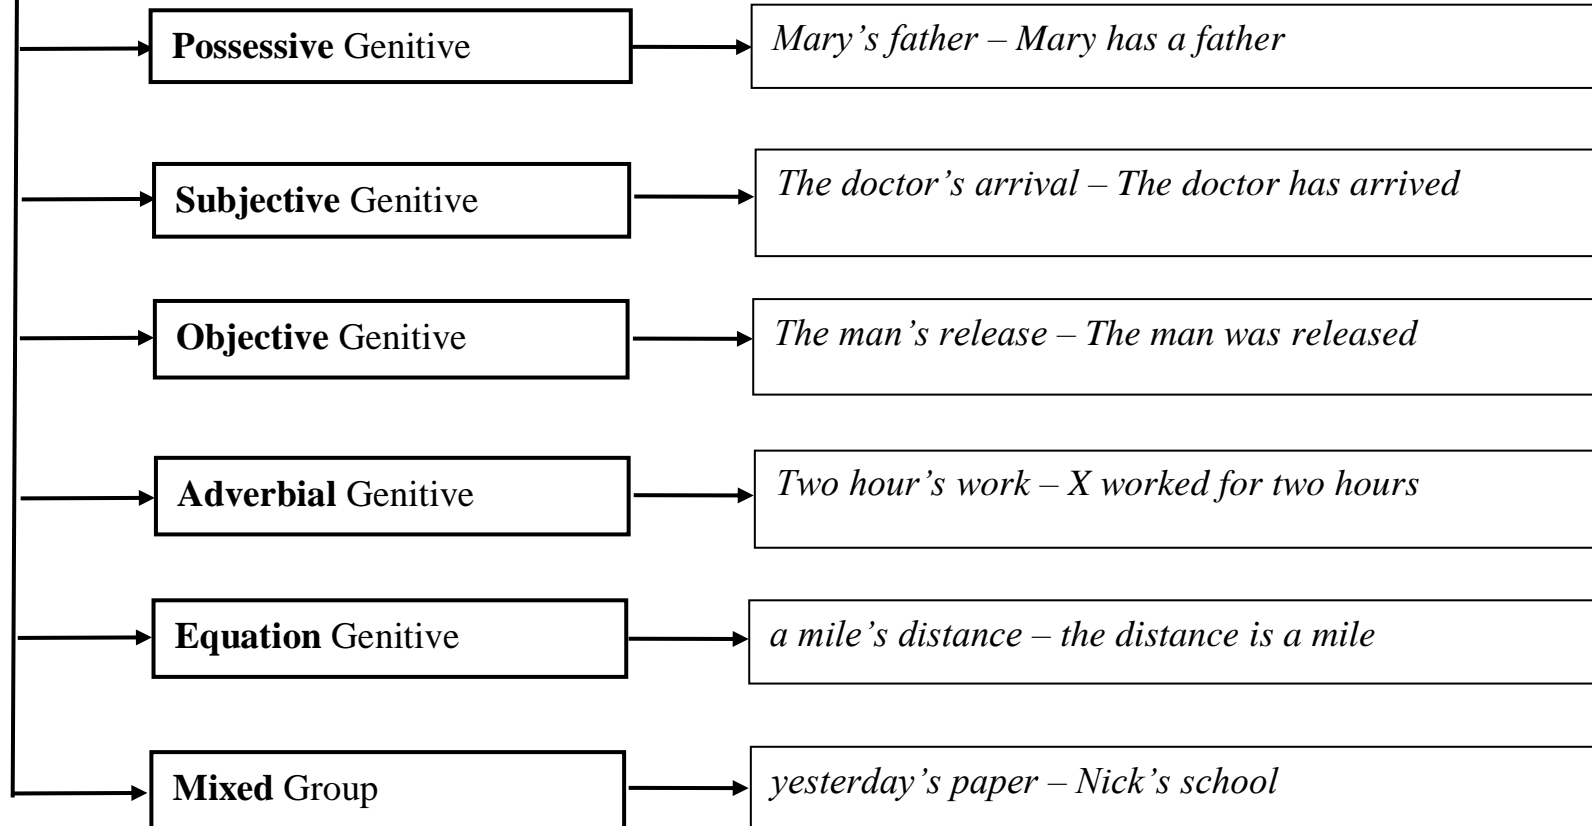 Possessive Genitive
Mary’s father – Mary has a father
Subjective Genitive
The doctor’s arrival – The doctor has arrived
Objective Genitive
The man’s release – The man was released
Adverbial Genitive
Two hour’s work – X worked for two hours
Equation Genitive
a mile’s distance – the distance is a mile
Mixed Group
yesterday’s paper – Nick’s school